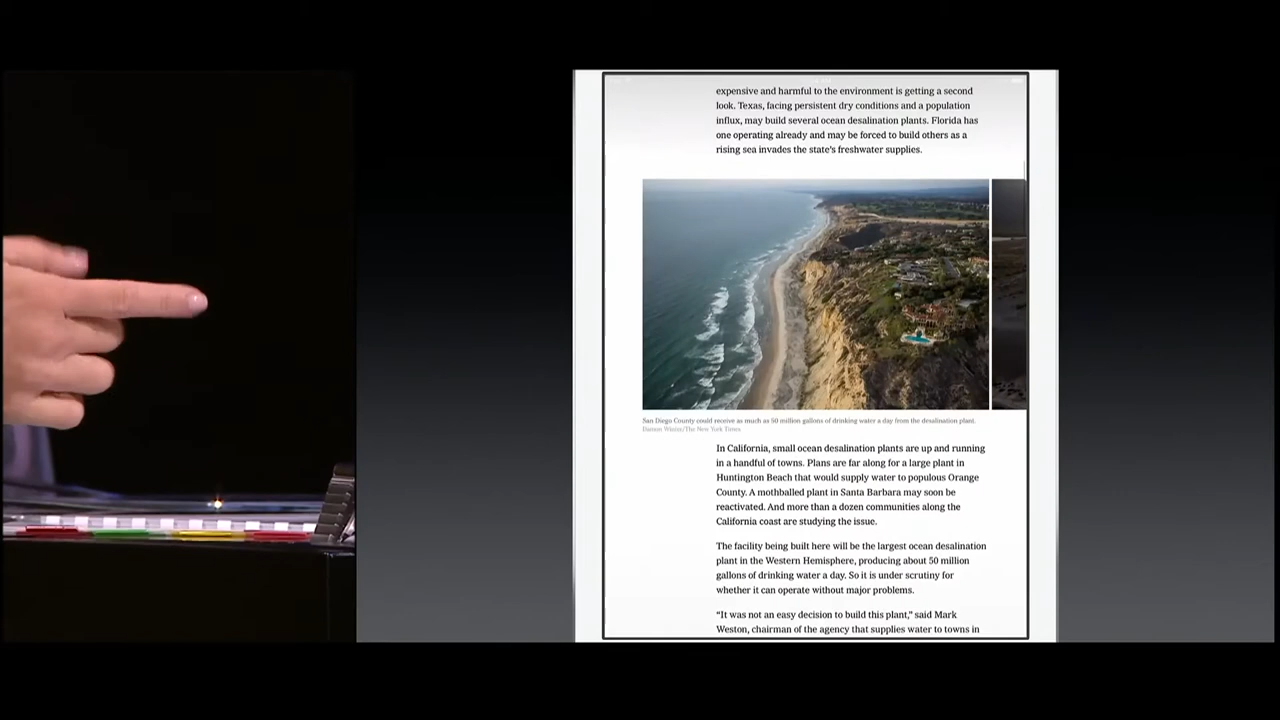 expensive and harmful to the environment is getting a second
look. Texas, facing persistent dry conditions and a population
influx, may build several ocean desalination plants. Florida has
one operating already and may be forced to build others as a
rising sea invades the state's freshwater supplies.
San Diego County could receive as much as 50 million gallons of drinking water a day from the desalination plant.
Damon Winter/The New York Times
In California, small ocean desalination plants are up and running
in a handful of towns. Plans are far along for a large plant in
Huntington Beach that would supply water to populous Orange
County. A mothballed plant in Santa Barbara may soon be
reactivated. And more than a dozen communities along the
California coast are studying the issue.
The facility being built here will be the largest ocean desalination
plant in the Western Hemisphere, producing about 50 million
gallons of drinking water a day. So it is under scrutiny for
whether it can operate without major problems.
“It was not an easy decision to build this plant,” said Mark
Weston, chairman of the agency that supplies water to towns in